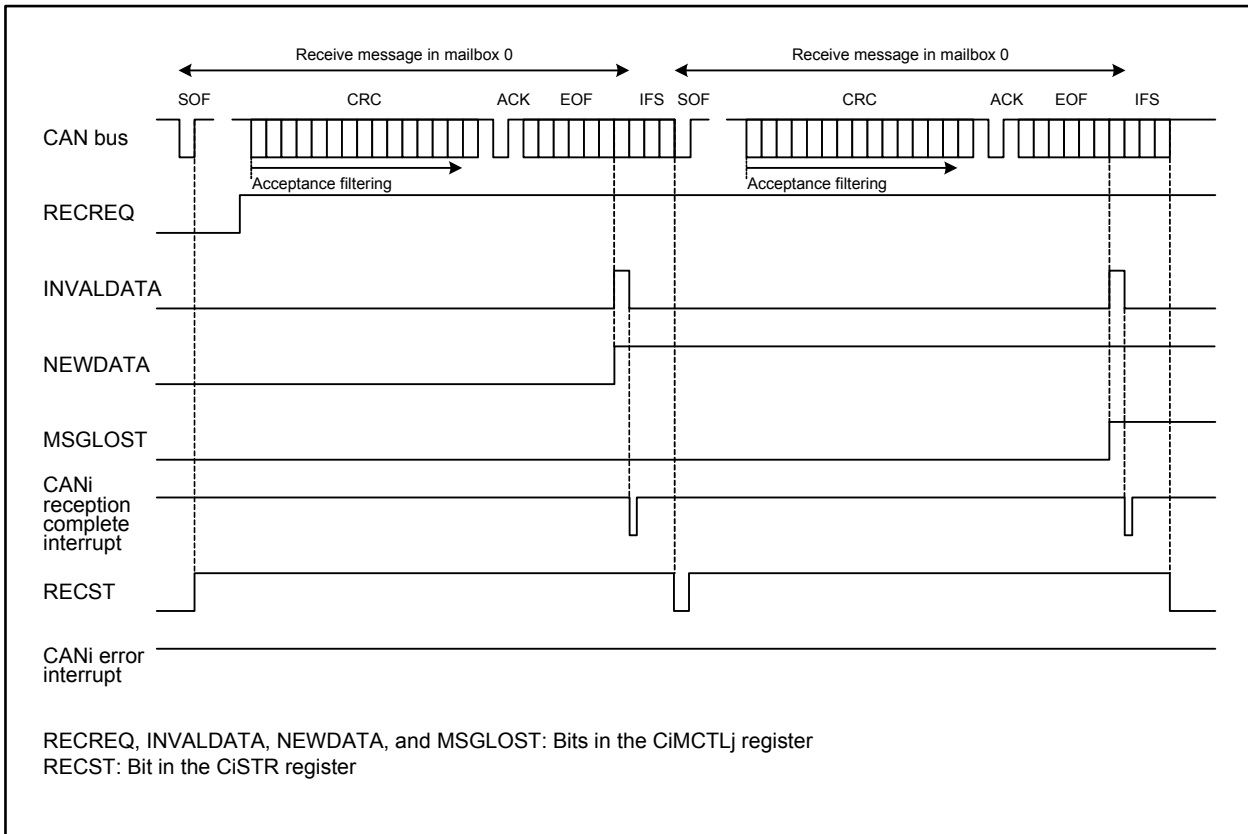 Receive message in mailbox 0 Receive message in mailbox 0
SOF CRC ACK EOF IFS SOF CRC ACK EOF IFS
CAN bus
Acceptance filtering Acceptance filtering
RECREQ
INVALDATA
NEWDATA
MSGLOST
CANi
reception
complete
interrupt
RECST
CANi error
interrupt
RECREQ, INVALDATA, NEWDATA, and MSGLOST: Bits in the CiMCTLj register
RECST: Bit in the CiSTR register